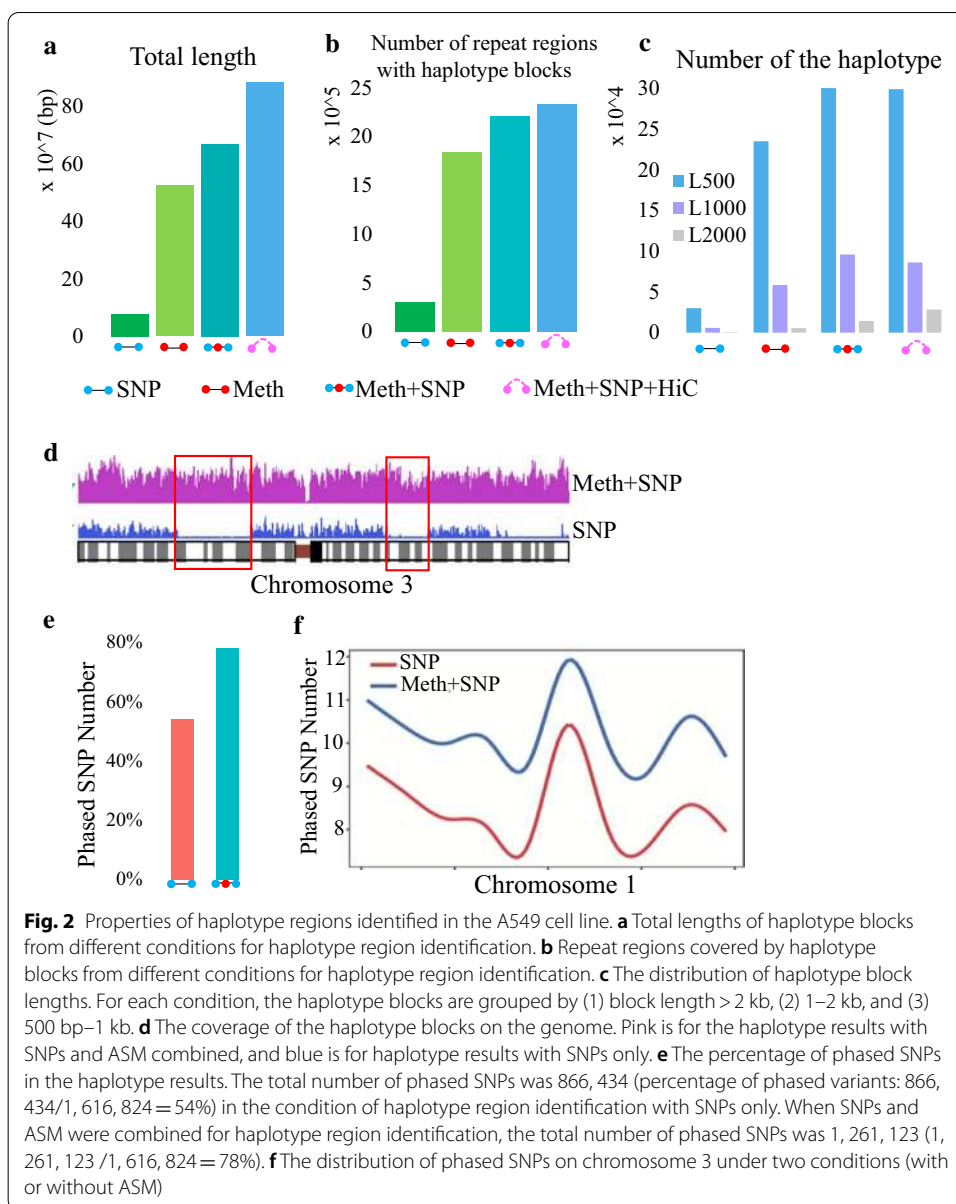 a
Total length
x 10^7 (bp)
80
60
40
20
0
b
Number of repeat regions
with haplotype blocks
x 10^5
25
20
15
10
5
0
c
Number of the haplotype
x 10^4
30
25
20
15
10
5
0
L500
L1000
L2000
SNP
Meth
Meth+SNP
Meth+SNP+HiC
d
Meth+SNP
SNP
Chromosome 3
e
Phased SNP Number
80%
60%
40%
20%
0%
f
Phased SNP Number
12
11
10
9
8
SNP
Meth+SNP
Chromosome 1
Fig. 2 Properties of haplotype regions identified in the A549 cell line. a Total lengths of haplotype blocks
from different conditions for haplotype region identification. b Repeat regions covered by haplotype
blocks from different conditions for haplotype region identification. c The distribution of haplotype block
lengths. For each condition, the haplotype blocks are grouped by (1) block length > 2 kb, (2) 1–2 kb, and (3)
500 bp–1 kb. d The coverage of the haplotype blocks on the genome. Pink is for the haplotype results with
SNPs and ASM combined, and blue is for haplotype results with SNPs only. e The percentage of phased SNPs
in the haplotype results. The total number of phased SNPs was 866, 434 (percentage of phased variants: 866,
434/1, 616, 824 = 54%) in the condition of haplotype region identification with SNPs only. When SNPs and
ASM were combined for haplotype region identification, the total number of phased SNPs was 1, 261, 123 (1,
261, 123 /1, 616, 824 = 78%). f The distribution of phased SNPs on chromosome 3 under two conditions (with
or without ASM)